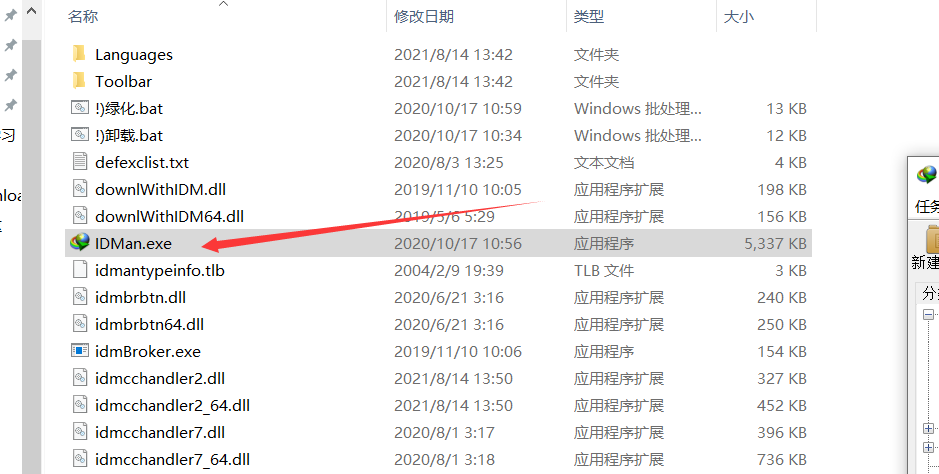 名称 修改日期 类型 大小
Languages 2021/8/14 13:42 文件夹
Toolbar 2021/8/14 13:42 文件夹
!)绿化.bat 2020/10/17 10:59 Windows 批处理... 13 KB
!)卸载.bat 2020/10/17 10:34 Windows 批处理... 12 KB
习
defexclist.txt 2020/8/3 13:25 文本文档 4 KB
downlWithIDM.dll 2019/11/10 10:05 应用程序扩展 198 KB
nloa
downlWithIDM64.dll 2019/5/6 5:29 应用程序扩展 156 KB
任务
IDMan.exe 2020/10/17 10:56 应用程序 5,337 KB
新建
idmantypeinfo.tlb 2004/2/9 19:39 TLB 文件 3 KB
idmbrbtn.dll 2020/6/21 3:16 应用程序扩展 240 KB
分类
idmbrbtn64.dll 2020/6/21 3:16 应用程序扩展 250 KB
idmBroker.exe 2019/11/10 10:06 应用程序 154 KB
idmcchandler2.dll 2021/8/14 13:50 应用程序扩展 327 KB
idmcchandler2_64.dll 2021/8/14 13:50 应用程序扩展 452 KB
idmcchandler7.dll 2020/8/1 3:17 应用程序扩展 396 KB
idmcchandler7_64.dll 2020/8/1 3:18 应用程序扩展 736 KB